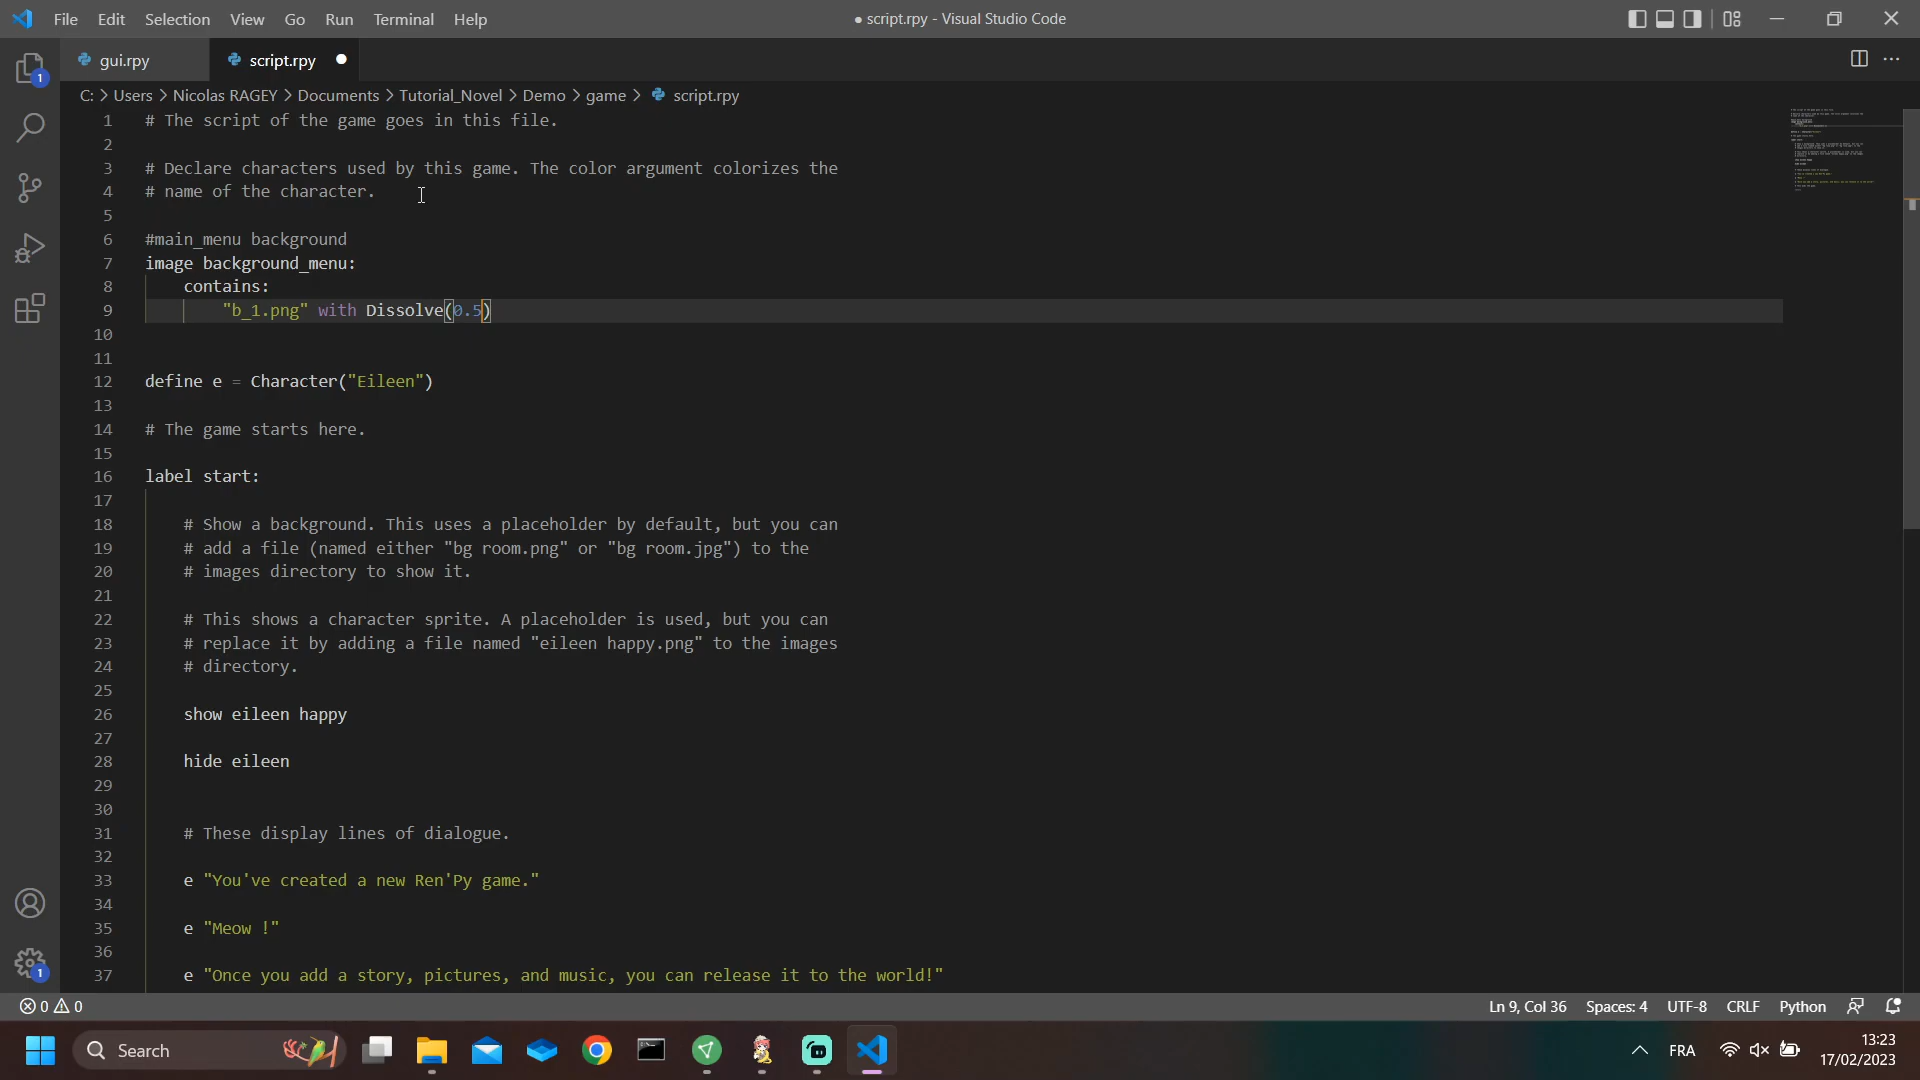 File Edit Selection View Go Run Terminal Help
● script.rpy - Visual Studio Code
gui.rpy
script.rpy
C: > Users > Nicolas RAGEY > Documents > Tutorial_Novel > Demo > game > script.rpy
1 # The script of the game goes in this file.
2
3 # Declare characters used by this game. The color argument colorizes the
4 # name of the character.
5
6 #main_menu background
7 image background_menu:
8 contains:
9 "b_1.png" with Dissolve(0.5)
10
11
12 define e = Character("Eileen")
13
14 # The game starts here.
15
16 label start:
17
18 # Show a background. This uses a placeholder by default, but you can
19 # add a file (named either "bg room.png" or "bg room.jpg") to the
20 # images directory to show it.
21
22 # This shows a character sprite. A placeholder is used, but you can
23 # replace it by adding a file named "eileen happy.png" to the images
24 # directory.
25
26 show eileen happy
27
28 hide eileen
29
30
31 # These display lines of dialogue.
32
33 e "You've created a new Ren'Py game."
34
35 e "Meow !"
36
37 e "Once you add a story, pictures, and music, you can release it to the world!"
1
1
0 0
Ln 9, Col 36 Spaces: 4 UTF-8 CRLF Python
Search
FRA
13:23
17/02/2023